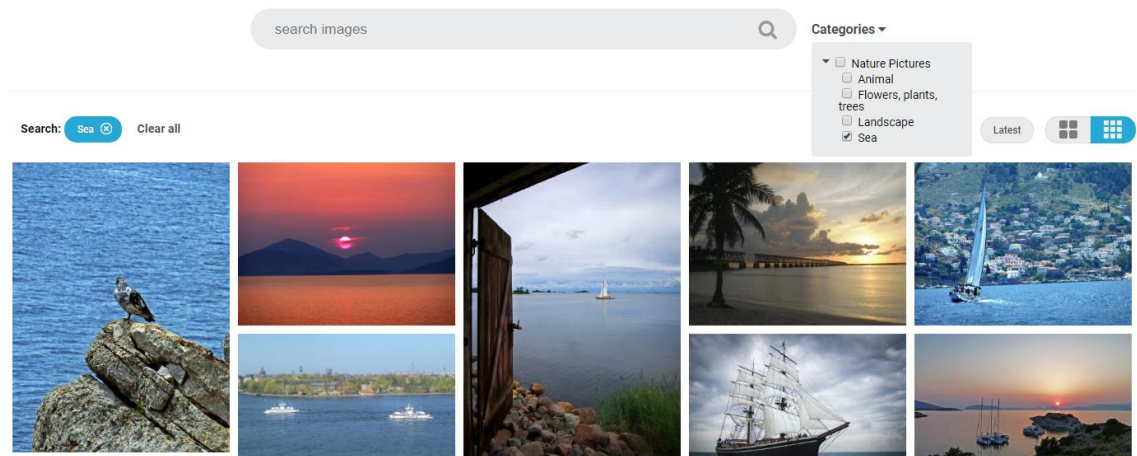 search images
Categories
Nature Pictures
Animal
Flowers, plants,
trees
Landscape
Sea
Search: Sea Clear all
Latest